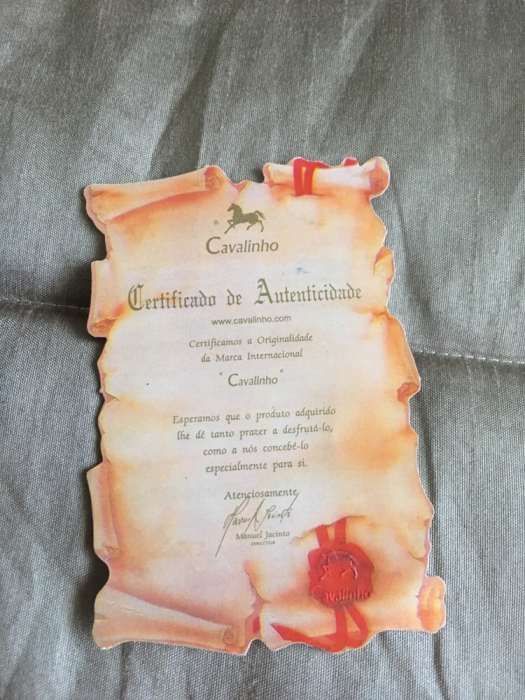 ®
Cavalinho
Certificado de Autenticidade
www.cavalinho.com
Certificamos a Originalidade
da Marca Internacional
" Cavalinho "
Esperamos que o produto adquirido
lhe dê tanto prazer a desfrutá-lo,
como a nós concebê-lo
especialmente para si.
Atenciosamente
Manuel Jacinto
DIRECTOR
Cavalinho